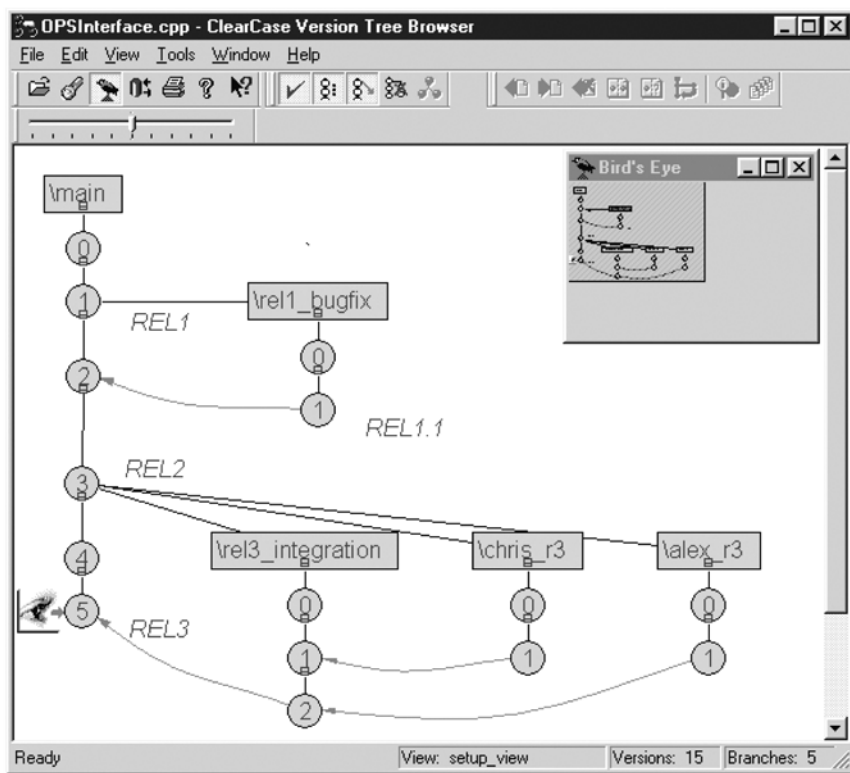 OPSInterface.cpp - ClearCase Version Tree Browser
File Edit View Tools Window Help
Bird's Eye
\main
0
1
REL1
\rel1_bugfix
0
2
1
REL1.1
3
REL2
\rel3_integration
\chris_r3
\alex_r3
4
0
0
0
5
REL3
1
1
1
2
Ready
View: setup_view
Versions: 15
Branches: 5